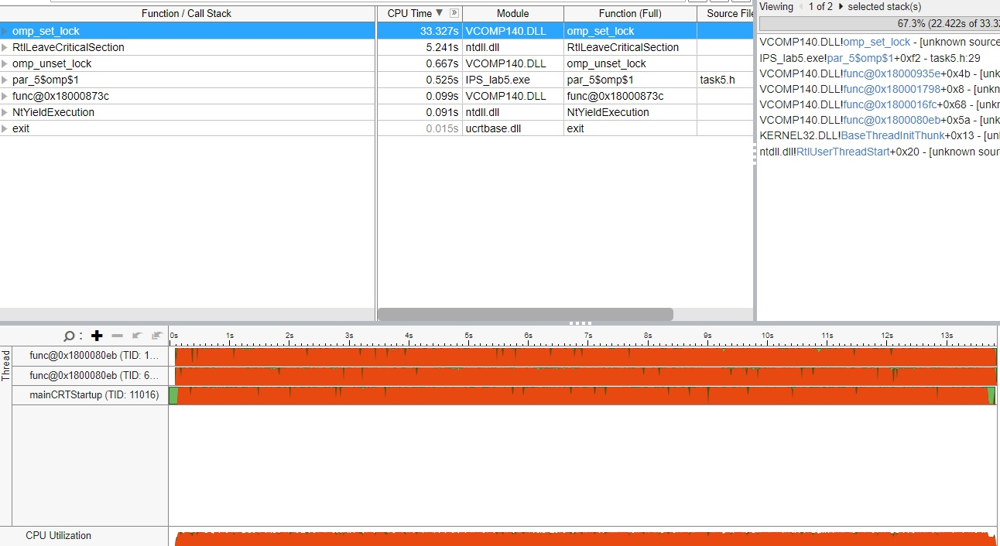 Function / Call Stack CPU Time Module Function (Full) Source File
omp_set_lock 33.327s VCOMP140.DLL omp_set_lock
RtlLeaveCriticalSection 5.241s ntdll.dll RtlLeaveCriticalSection
omp_unset_lock 0.667s VCOMP140.DLL omp_unset_lock
par_5$omp$1 0.525s IPS_lab5.exe par_5$omp$1 task5.h
func@0x18000873c 0.099s VCOMP140.DLL func@0x18000873c
NtYieldExecution 0.091s ntdll.dll NtYieldExecution
exit 0.015s ucrtbase.dll exit
Viewing 1 of 2 selected stack(s)
67.3% (22.422s of 33.32
VCOMP140.DLL!omp_set_lock - [unknown source
IPS_lab5.exe!par_5$omp$1+0xf2 - task5.h:29
VCOMP140.DLL!func@0x18000935e+0x4b - [unk
VCOMP140.DLL!func@0x180001798+0x8 - [unkn
VCOMP140.DLL!func@0x1800016fc+0x68 - [unkn
VCOMP140.DLL!func@0x1800080eb+0x5a - [unk
KERNEL32.DLL!BaseThreadInitThunk+0x13 - [unk
ntdll.dll!RtlUserThreadStart+0x20 - [unknown sour
0s 1s 2s 3s 4s 5s 6s 7s 8s 9s 10s 11s 12s 13s
Thread
func@0x1800080eb (TID: 1...
func@0x1800080eb (TID: 6...
mainCRTStartup (TID: 11016)
CPU Utilization